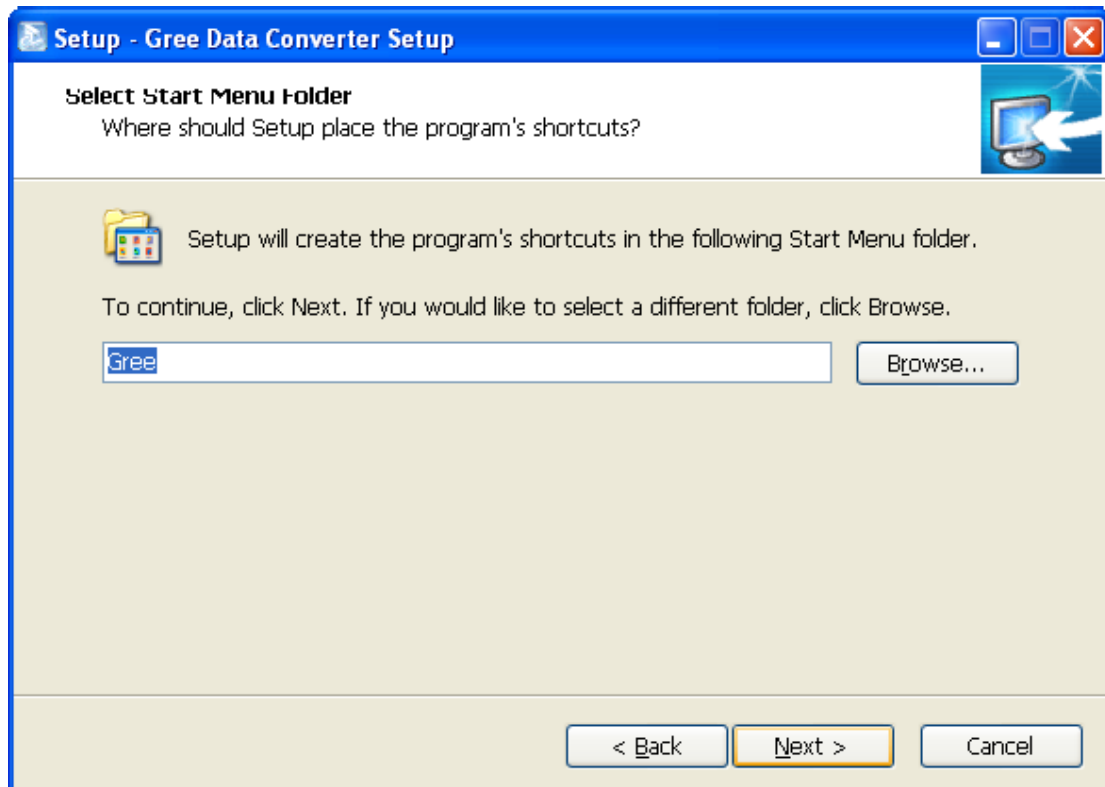 Setup - Gree Data Converter Setup
Select Start Menu Folder
Where should Setup place the program's shortcuts?
Setup will create the program's shortcuts in the following Start Menu folder.
To continue, click Next. If you would like to select a different folder, click Browse.
Gree
Browse...
< Back
Next >
Cancel